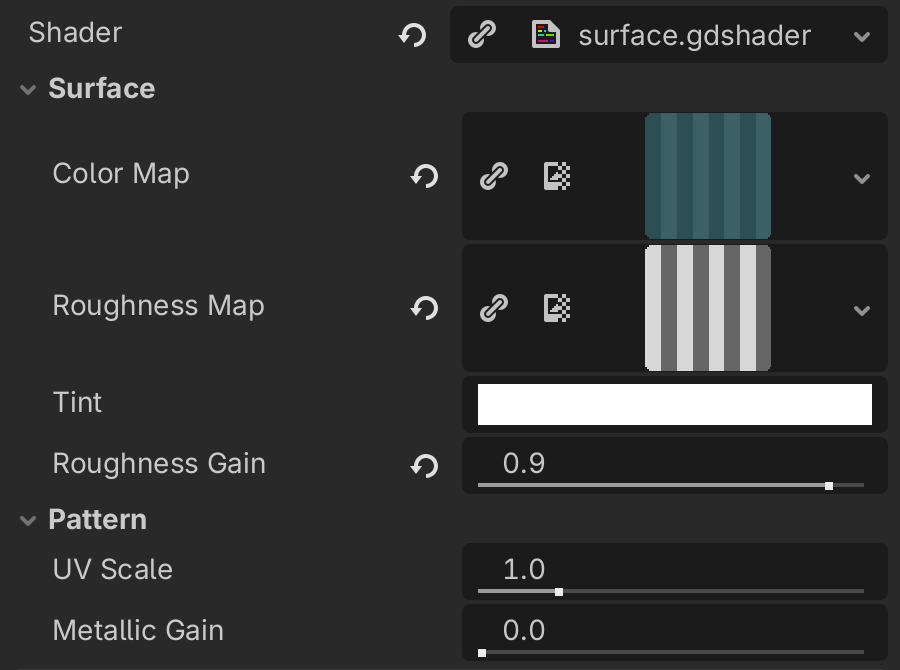 Shader
surface.gdshader
Surface
Color Map
Roughness Map
Tint
Roughness Gain
0.9
Pattern
UV Scale
1.0
Metallic Gain
0.0